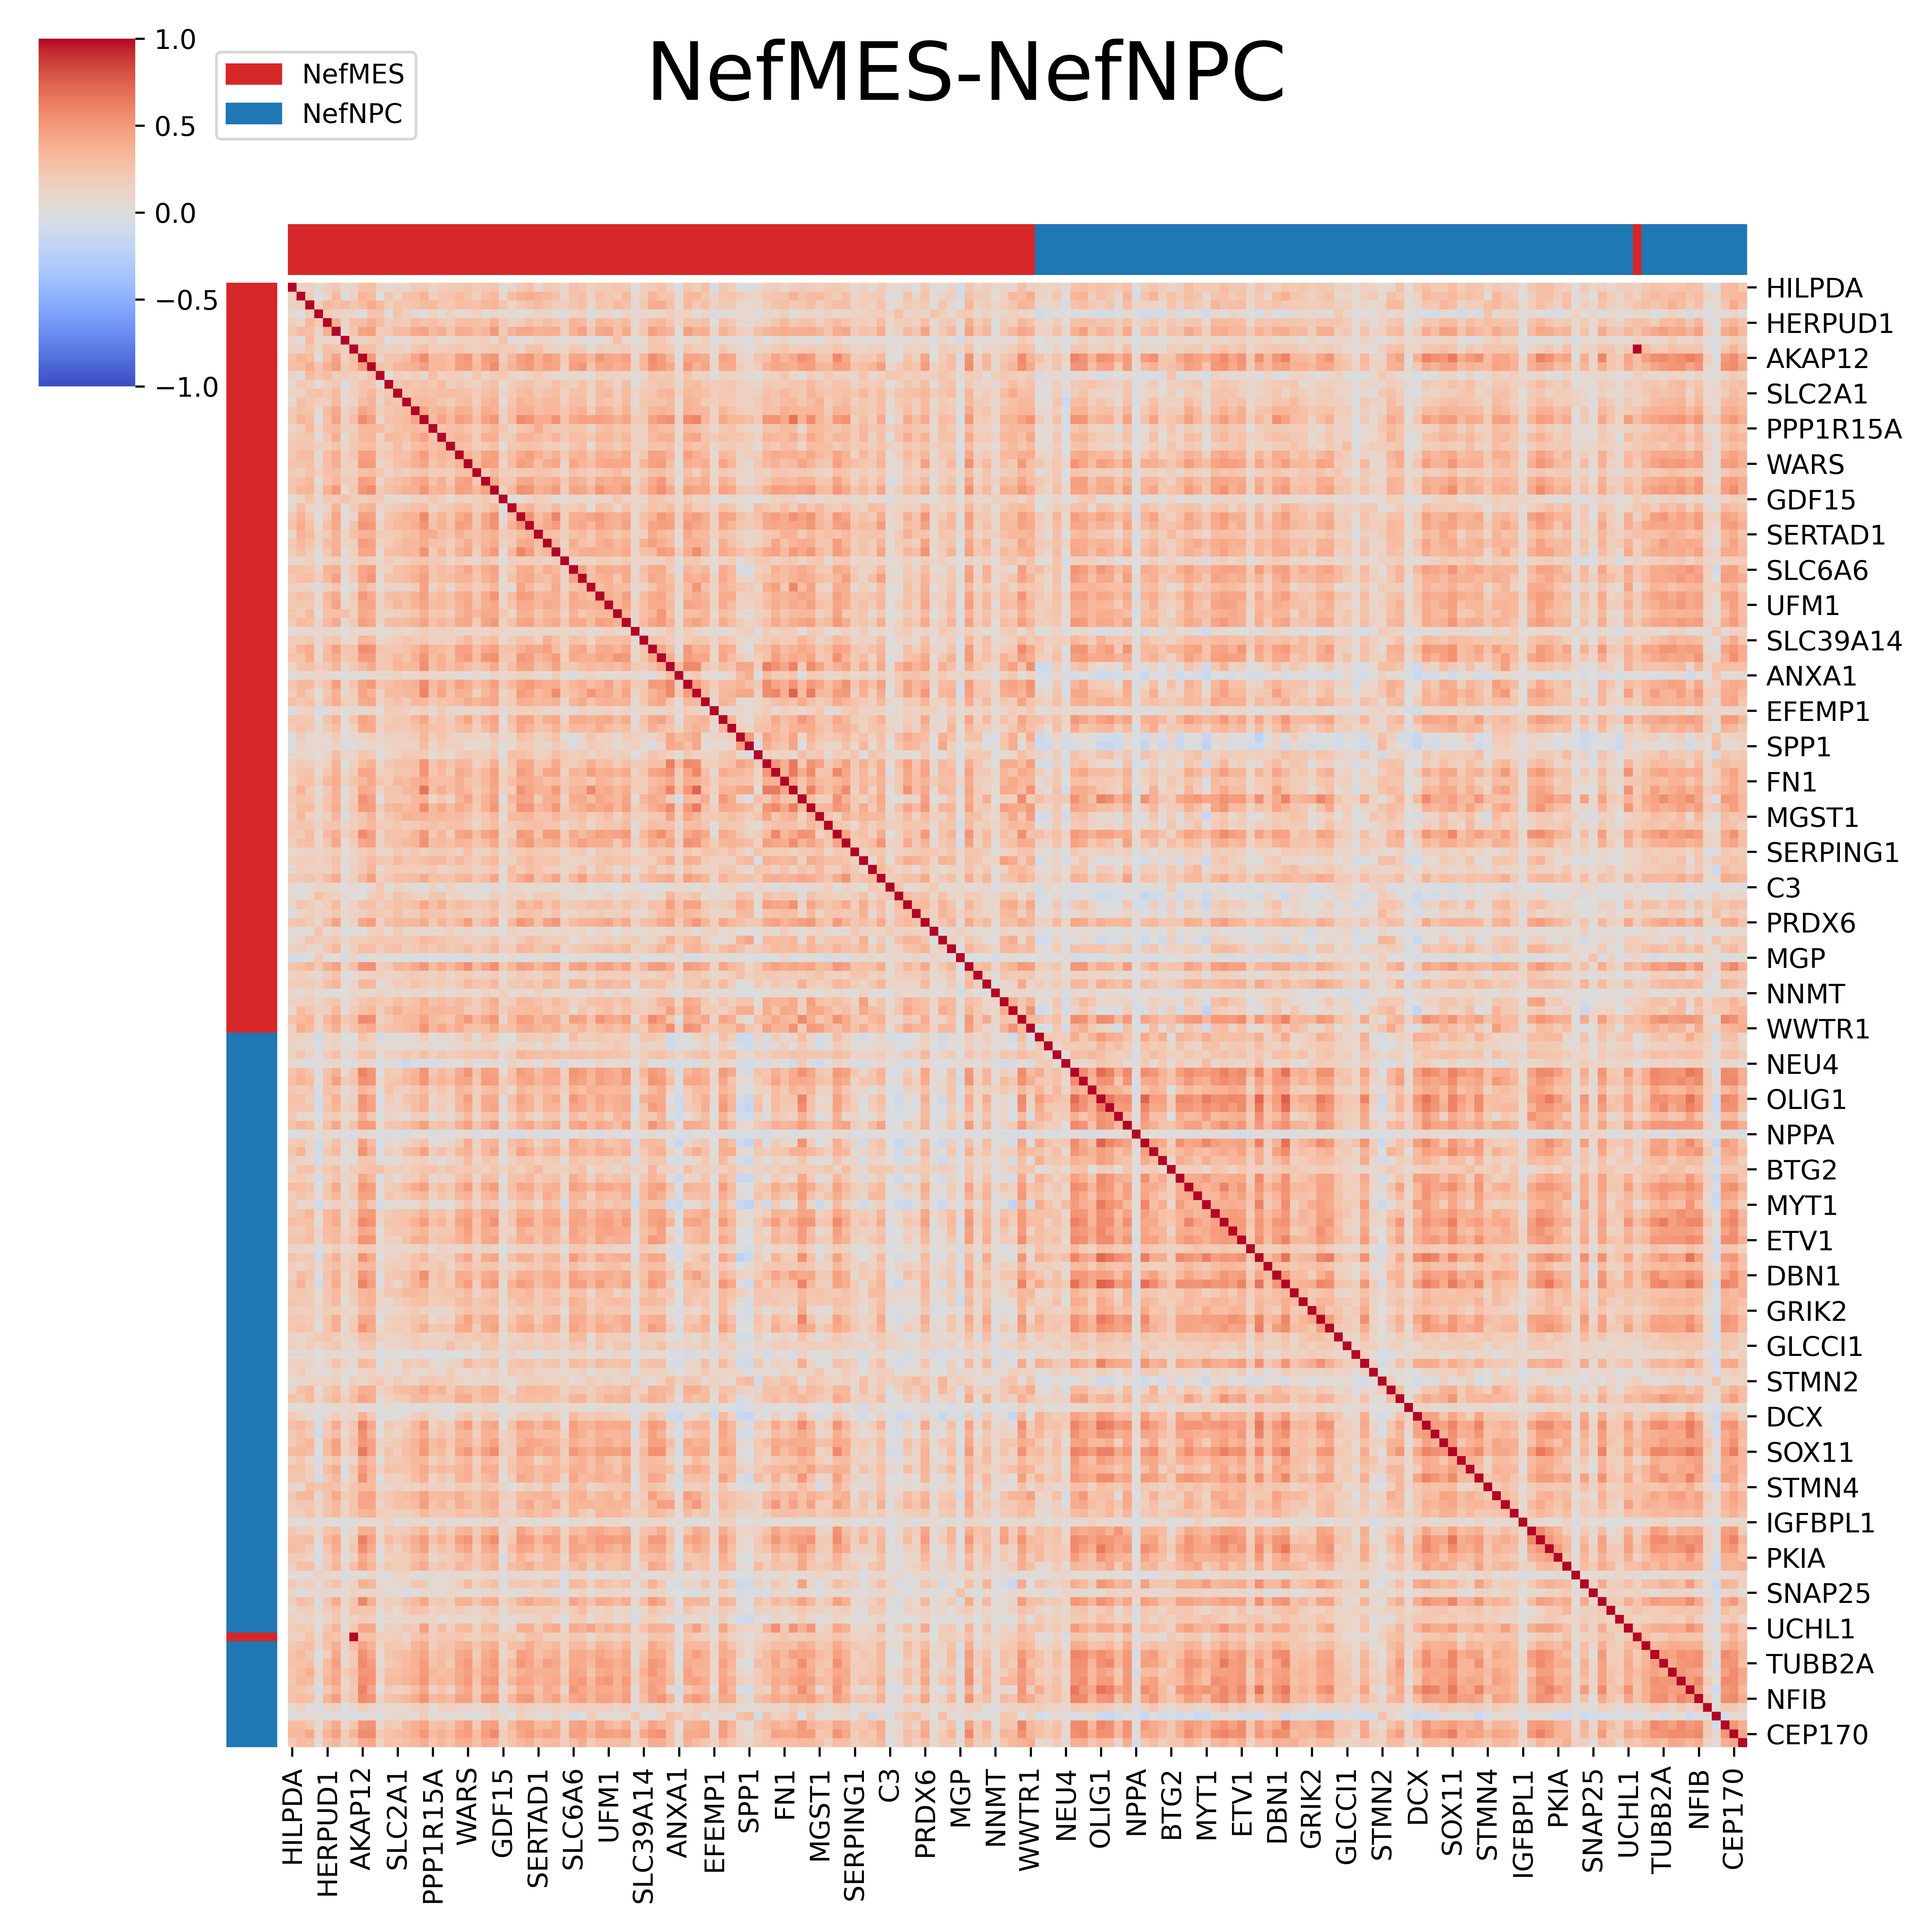 NefMES-NefNPC
1.0
0.5
0.0
−0.5
−1.0
NefMES
NefNPC
HILPDA
HERPUD1
AKAP12
SLC2A1
PPP1R15A
WARS
GDF15
SERTAD1
SLC6A6
UFM1
SLC39A14
ANXA1
EFEMP1
SPP1
FN1
MGST1
SERPING1
C3
PRDX6
MGP
NNMT
WWTR1
NEU4
OLIG1
NPPA
BTG2
MYT1
ETV1
DBN1
GRIK2
GLCCI1
STMN2
DCX
SOX11
STMN4
IGFBPL1
PKIA
SNAP25
UCHL1
TUBB2A
NFIB
CEP170
HILPDA
HERPUD1
AKAP12
SLC2A1
PPP1R15A
WARS
GDF15
SERTAD1
SLC6A6
UFM1
SLC39A14
ANXA1
EFEMP1
SPP1
FN1
MGST1
SERPING1
C3
PRDX6
MGP
NNMT
WWTR1
NEU4
OLIG1
NPPA
BTG2
MYT1
ETV1
DBN1
GRIK2
GLCCI1
STMN2
DCX
SOX11
STMN4
IGFBPL1
PKIA
SNAP25
UCHL1
TUBB2A
NFIB
CEP170